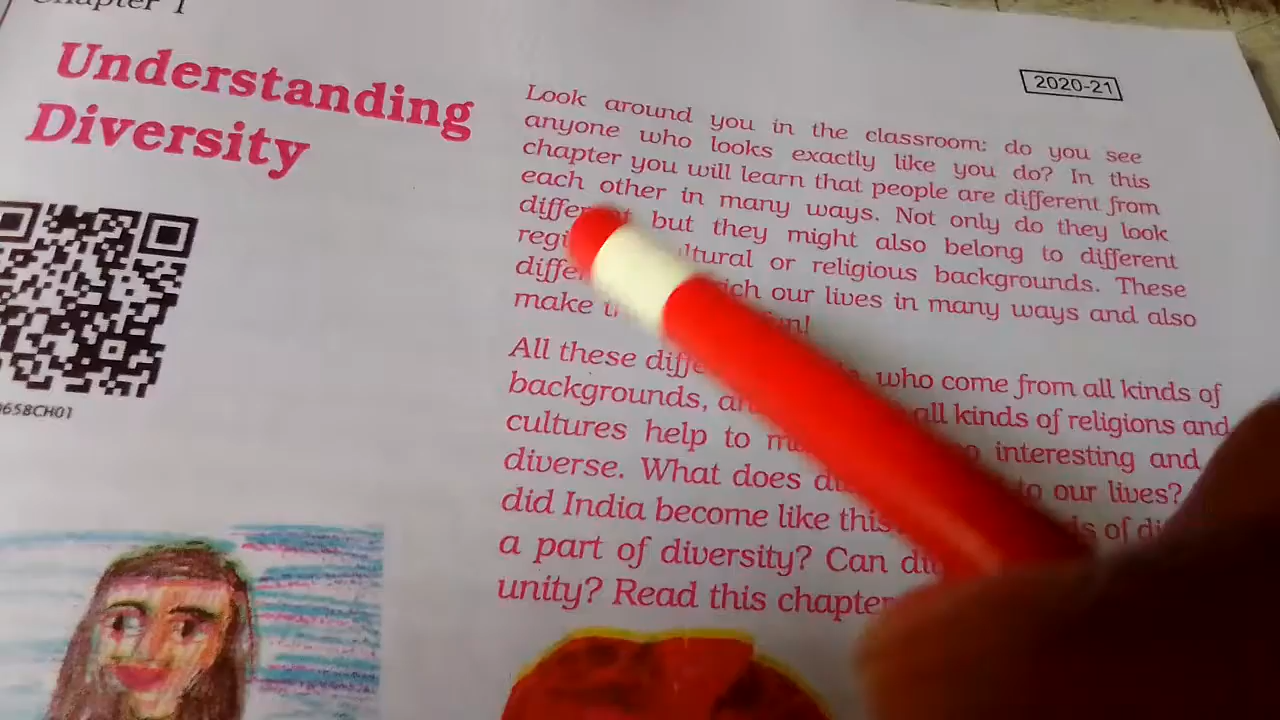 Chapter 1
Understanding
Diversity
2020-21
Look around you in the classroom: do you see
anyone who looks exactly like you do? In this
chapter you will learn that people are different from
each other in many ways. Not only do they look
different but they might also belong to different
or religious backgrounds. These
our lives in many ways and also
make
All these who come from all kinds of
backgrounds, all kinds of religions and
cultures help to interesting and
diverse. What does to our lives?
did India become like this of
a part of diversity? Can
unity? Read this chapter